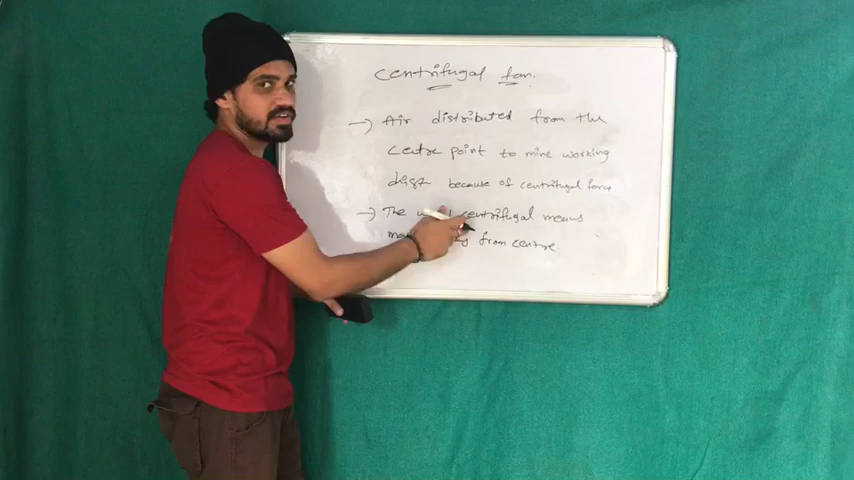 Centrifugal fan.
→ Air distributed from the
Centre point to mine working
because of centrifugal force
→ The centrifugal means
from centre